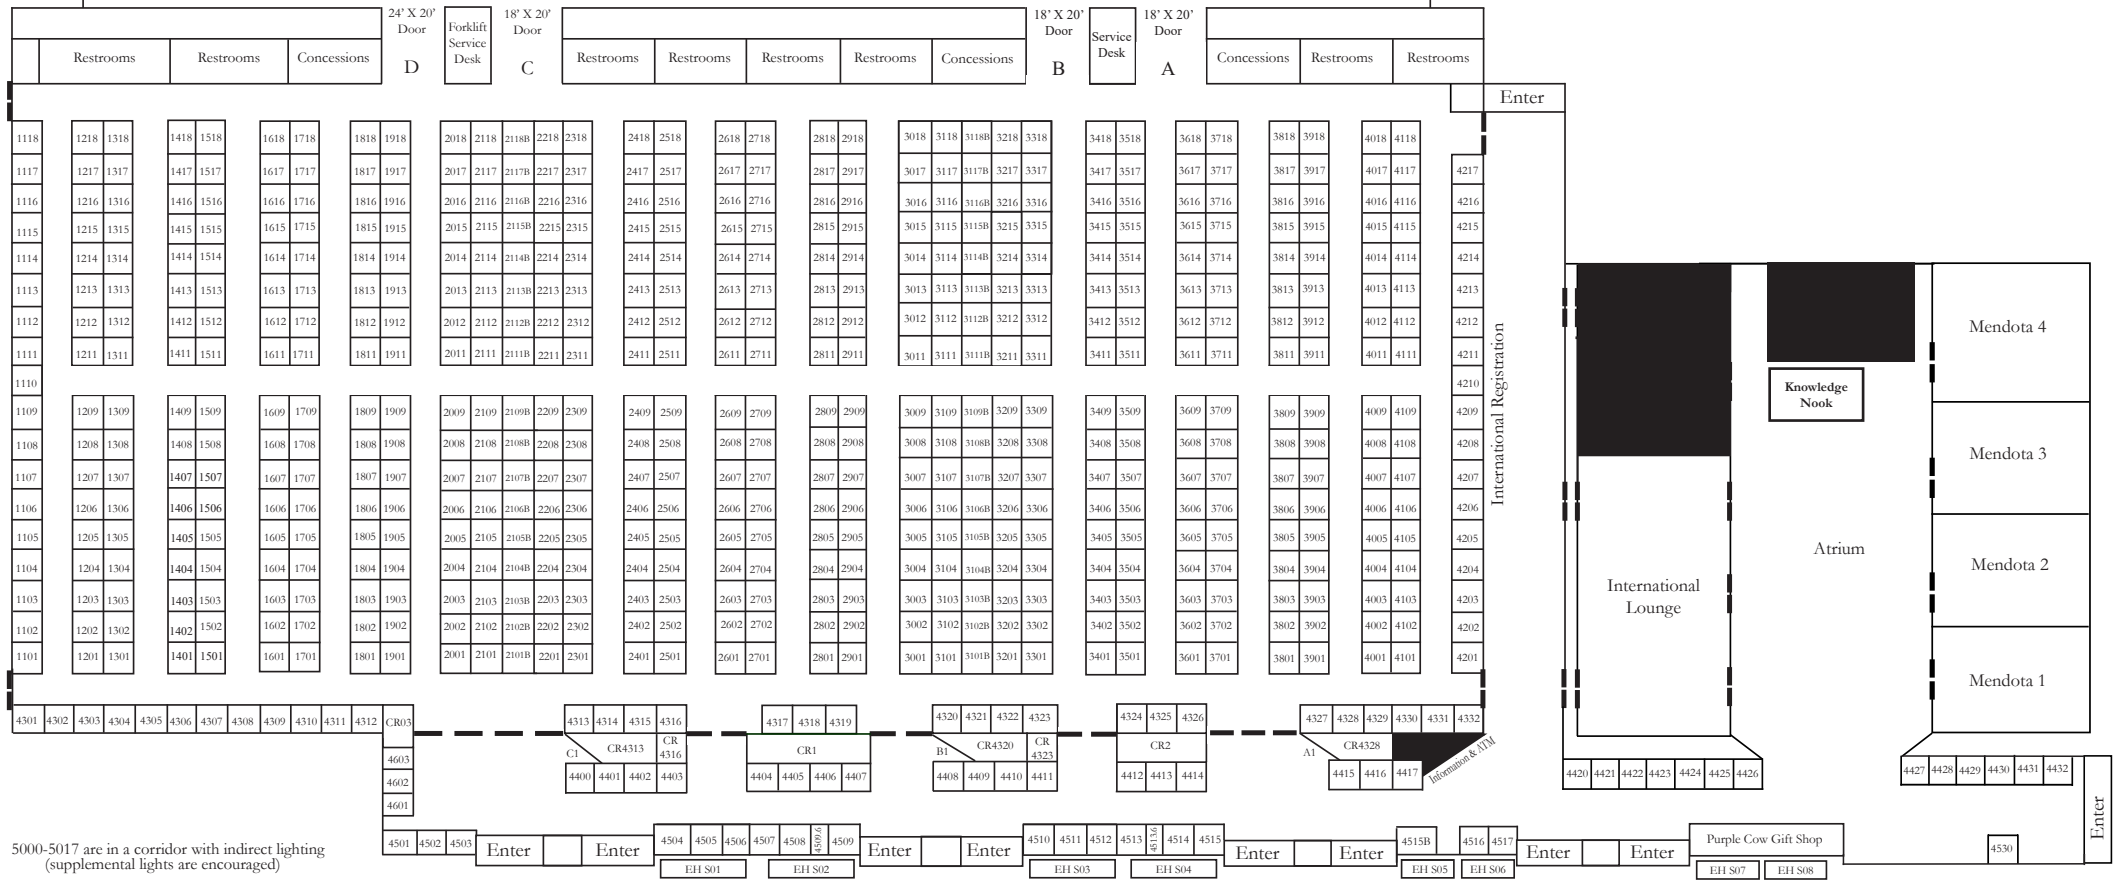 24' X 20' 18' X 20' 18' X 20' 18' X 20'
Door Forklift Service Desk Door Door Service Desk Door
Restrooms Restrooms Concessions D C Restrooms Restrooms Restrooms Restrooms Concessions B A Concessions Restrooms Restrooms
Enter
1118 1218 1318 1418 1518 1618 1718 1818 1918 2018 2118 2118B 2218 2318 2418 2518 2618 2718 2818 2918 3018 3118 3118B 3218 3318 3418 3518 3618 3718 3818 3918 4018 4118
1117 1217 1317 1417 1517 1617 1717 1817 1917 2017 2117 2117B 2217 2317 2417 2517 2617 2717 2817 2917 3017 3117 3117B 3217 3317 3417 3517 3617 3717 3817 3917 4017 4117 4217
1116 1216 1316 1416 1516 1616 1716 1816 1916 2016 2116 2116B 2216 2316 2416 2516 2616 2716 2816 2916 3016 3116 3116B 3216 3316 3416 3516 3616 3716 3816 3916 4016 4116 4216
1115 1215 1315 1415 1515 1615 1715 1815 1915 2015 2115 2115B 2215 2315 2415 2515 2615 2715 2815 2915 3015 3115 3115B 3215 3315 3415 3515 3615 3715 3815 3915 4015 4115 4215
1114 1214 1314 1414 1514 1614 1714 1814 1914 2014 2114 2114B 2214 2314 2414 2514 2614 2714 2814 2914 3014 3114 3114B 3214 3314 3414 3514 3614 3714 3814 3914 4014 4114 4214
1113 1213 1313 1413 1513 1613 1713 1813 1913 2013 2113 2113B 2213 2313 2413 2513 2613 2713 2813 2913 3013 3113 3113B 3213 3313 3413 3513 3613 3713 3813 3913 4013 4113 4213
1112 1212 1312 1412 1512 1612 1712 1812 1912 2012 2112 2112B 2212 2312 2412 2512 2612 2712 2812 2912 3012 3112 3112B 3212 3312 3412 3512 3612 3712 3812 3912 4012 4112 4212
1111 1211 1311 1411 1511 1611 1711 1811 1911 2011 2111 2111B 2211 2311 2411 2511 2611 2711 2811 2911 3011 3111 3111B 3211 3311 3411 3511 3611 3711 3811 3911 4011 4111 4211
1110 4210
1109 1209 1309 1409 1509 1609 1709 1809 1909 2009 2109 2109B 2209 2309 2409 2509 2609 2709 2809 2909 3009 3109 3109B 3209 3309 3409 3509 3609 3709 3809 3909 4009 4109 4209
1108 1208 1308 1408 1508 1608 1708 1808 1908 2008 2108 2108B 2208 2308 2408 2508 2608 2708 2808 2908 3008 3108 3108B 3208 3308 3408 3508 3608 3708 3808 3908 4008 4108 4208
1107 1207 1307 1407 1507 1607 1707 1807 1907 2007 2107 2107B 2207 2307 2407 2507 2607 2707 2807 2907 3007 3107 3107B 3207 3307 3407 3507 3607 3707 3807 3907 4007 4107 4207
1106 1206 1306 1406 1506 1606 1706 1806 1906 2006 2106 2106B 2206 2306 2406 2506 2606 2706 2806 2906 3006 3106 3106B 3206 3306 3406 3506 3606 3706 3806 3906 4006 4106 4206
1105 1205 1305 1405 1505 1605 1705 1805 1905 2005 2105 2105B 2205 2305 2405 2505 2605 2705 2805 2905 3005 3105 3105B 3205 3305 3405 3505 3605 3705 3805 3905 4005 4105 4205
1104 1204 1304 1404 1504 1604 1704 1804 1904 2004 2104 2104B 2204 2304 2404 2504 2604 2704 2804 2904 3004 3104 3104B 3204 3304 3404 3504 3604 3704 3804 3904 4004 4104 4204
1103 1203 1303 1403 1503 1603 1703 1803 1903 2003 2103 2103B 2203 2303 2403 2503 2603 2703 2803 2903 3003 3103 3103B 3203 3303 3403 3503 3603 3703 3803 3903 4003 4103 4203
1102 1202 1302 1402 1502 1602 1702 1802 1902 2002 2102 2102B 2202 2302 2402 2502 2602 2702 2802 2902 3002 3102 3102B 3202 3302 3402 3502 3602 3702 3802 3902 4002 4102 4202
1101 1201 1301 1401 1501 1601 1701 1801 1901 2001 2101 2101B 2201 2301 2401 2501 2601 2701 2801 2901 3001 3101 3101B 3201 3301 3401 3501 3601 3701 3801 3901 4001 4101 4201
International Registration
Mendota 4
Knowledge
Nook
Mendota 3
Atrium
Mendota 2
International
Lounge
Mendota 1
4301 4302 4303 4304 4305 4306 4307 4308 4309 4310 4311 4312 CR03 4313 4314 4315 4316 4317 4318 4319 4320 4321 4322 4323 4324 4325 4326 4327 4328 4329 4330 4331 4332
C1 CR4313 CR 4316 CR1 B1 CR4320 CR 4323 CR2 A1 CR4328 Information & ATM
4603
4602
4601
4400 4401 4402 4403 4404 4405 4406 4407 4408 4409 4410 4411 4412 4413 4414 4415 4416 4417 4420 4421 4422 4423 4424 4425 4426 4427 4428 4429 4430 4431 4432
Enter
4501 4502 4503 Enter Enter 4504 4505 4506 4507 4508 4509.6 4509 Enter Enter 4510 4511 4512 4513 4513.6 4514 4515 Enter Enter 4515B 4516 4517 Enter Enter Purple Cow Gift Shop 4530
EH S01 EH S02 EH S03 EH S04 EH S05 EH S06 EH S07 EH S08
5000-5017 are in a corridor with indirect lighting
(supplemental lights are encouraged)